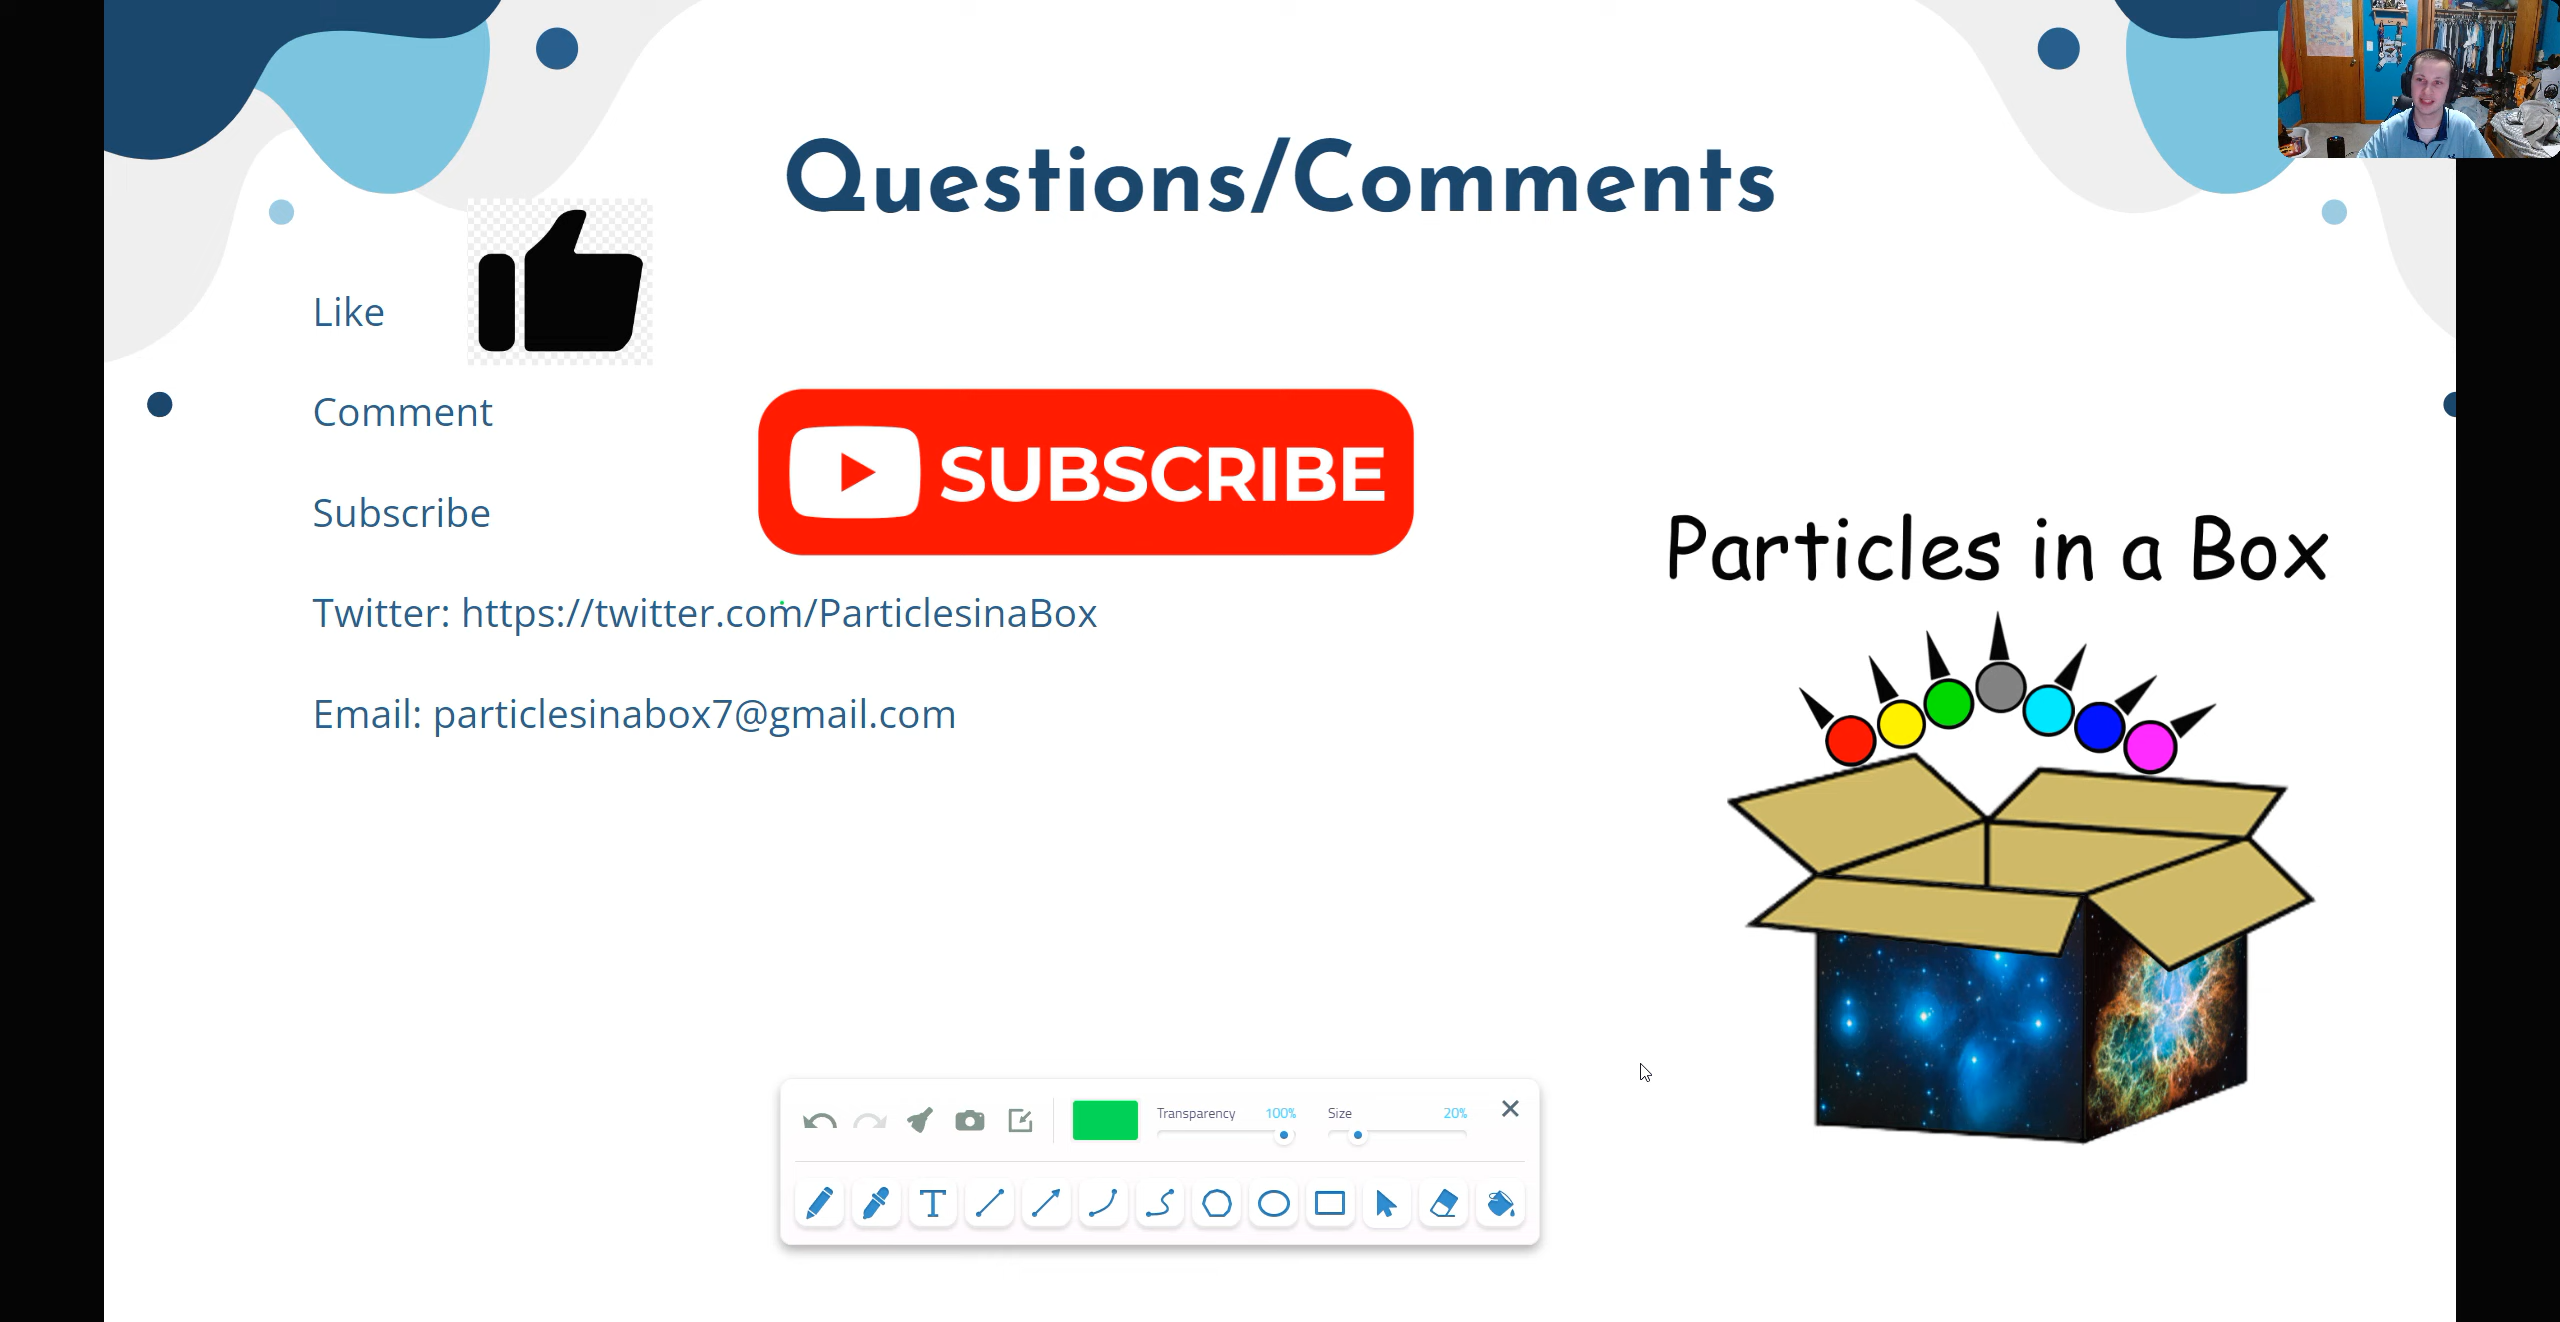 Questions/Comments
Like
Comment
SUBSCRIBE
Subscribe
Particles in a Box
Twitter: https://twitter.com/ParticlesinaBox
Email: particlesinabox7@gmail.com
Transparency 100% Size 20%
T